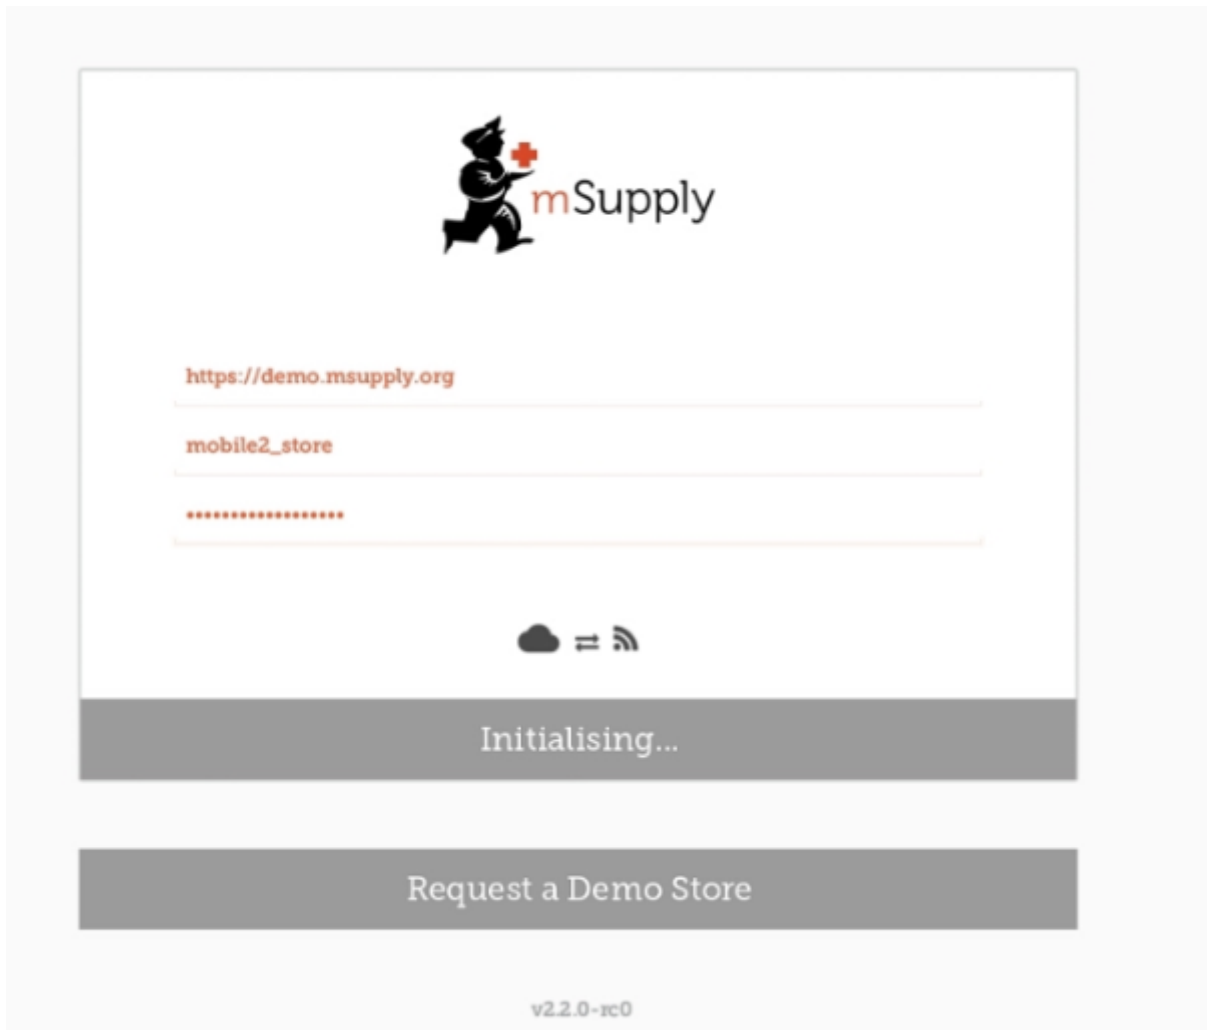 mSupply
https://demo.msupply.org
mobile2_store
••••••••••••••••••
Initialising...
Request a Demo Store
v2.2.0-rc0